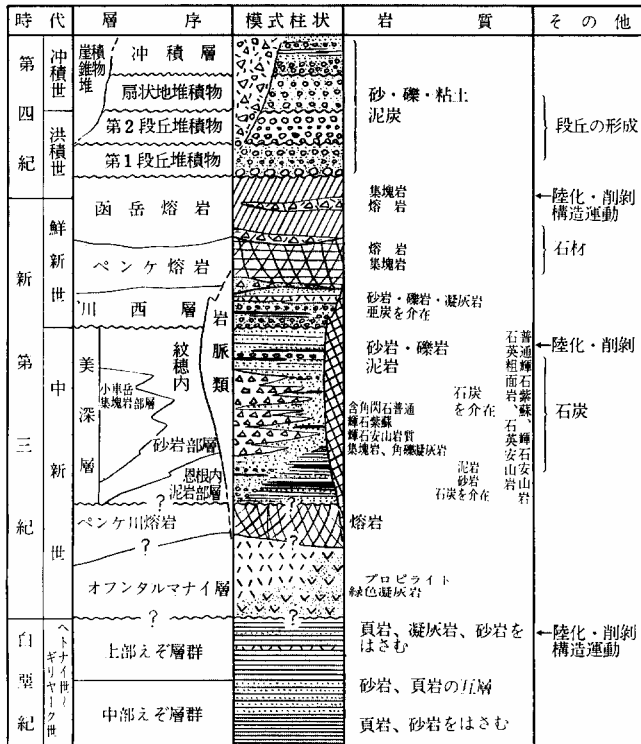 時代 層序 模式柱状 岩質 その他
第四紀
沖積世
洪積世
崖積錐物堆
沖積層
扇状地堆積物
第2段丘堆積物
第1段丘堆積物
砂・礫・粘土
泥炭
段丘の形成
新第三紀
鮮新世
函岳熔岩
集塊岩
熔岩
←陸化・削剝
構造運動
ペンケ熔岩
熔岩
集塊岩
石材
川西層
砂岩・礫岩・凝灰岩
亜炭を介在
岩脈類
中新世
美深層
紋穂内
小車岳
集塊岩部層
砂岩部層
恩根内
泥岩部層
砂岩・礫岩
泥岩
←陸化・削剝
石炭
を介在
含角閃石普通
輝石紫蘇
輝石安山岩質
集塊岩、角礫凝灰岩
泥岩
砂岩
石炭を介在
普通輝石紫蘇、輝石安山岩
石英粗面岩、石英安山岩
石炭
?
?
ペンケ川熔岩
熔岩
?
?
オフンタルマナイ層
プロピライト
緑色凝灰岩
?
?
白亜紀
ヘトナイ世~
ギリヤーク世
上部えぞ層群
頁岩、凝灰岩、砂岩を
はさむ
←陸化・削剝
構造運動
中部えぞ層群
砂岩、頁岩の互層
頁岩、砂岩をはさむ